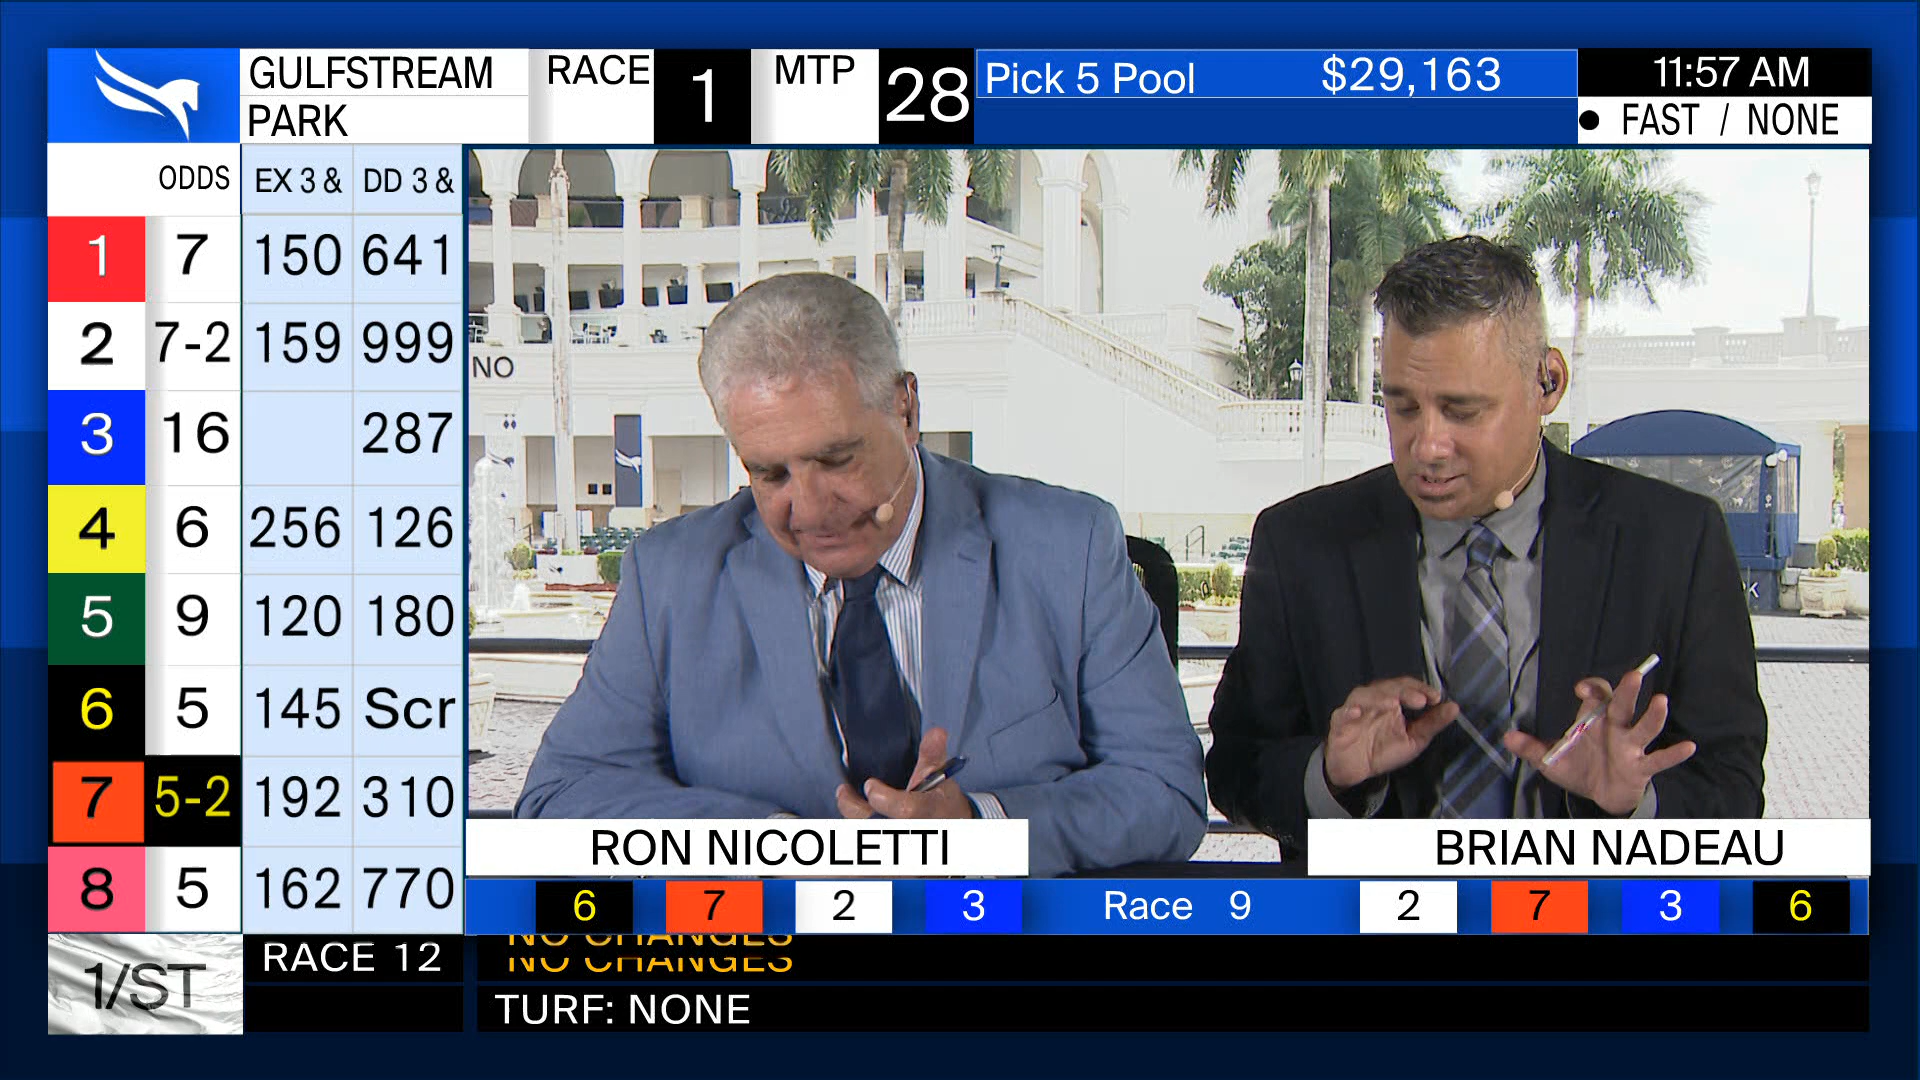 GULFSTREAM
PARK
RACE 1 MTP 28
Pick 5 Pool $29,163
11:57 AM
FAST / NONE
ODDS EX 3 & DD 3 &
1 7 150 641
2 7-2 159 999
3 16 287
4 6 256 126
5 9 120 180
6 5 145 Scr
7 5-2 192 310
8 5 162 770
NO
K
RON NICOLETTI
BRIAN NADEAU
6 7 2 3 Race 9 2 7 3 6
1/ST
RACE 12
NO CHANGES
NO CHANGES
TURF: NONE